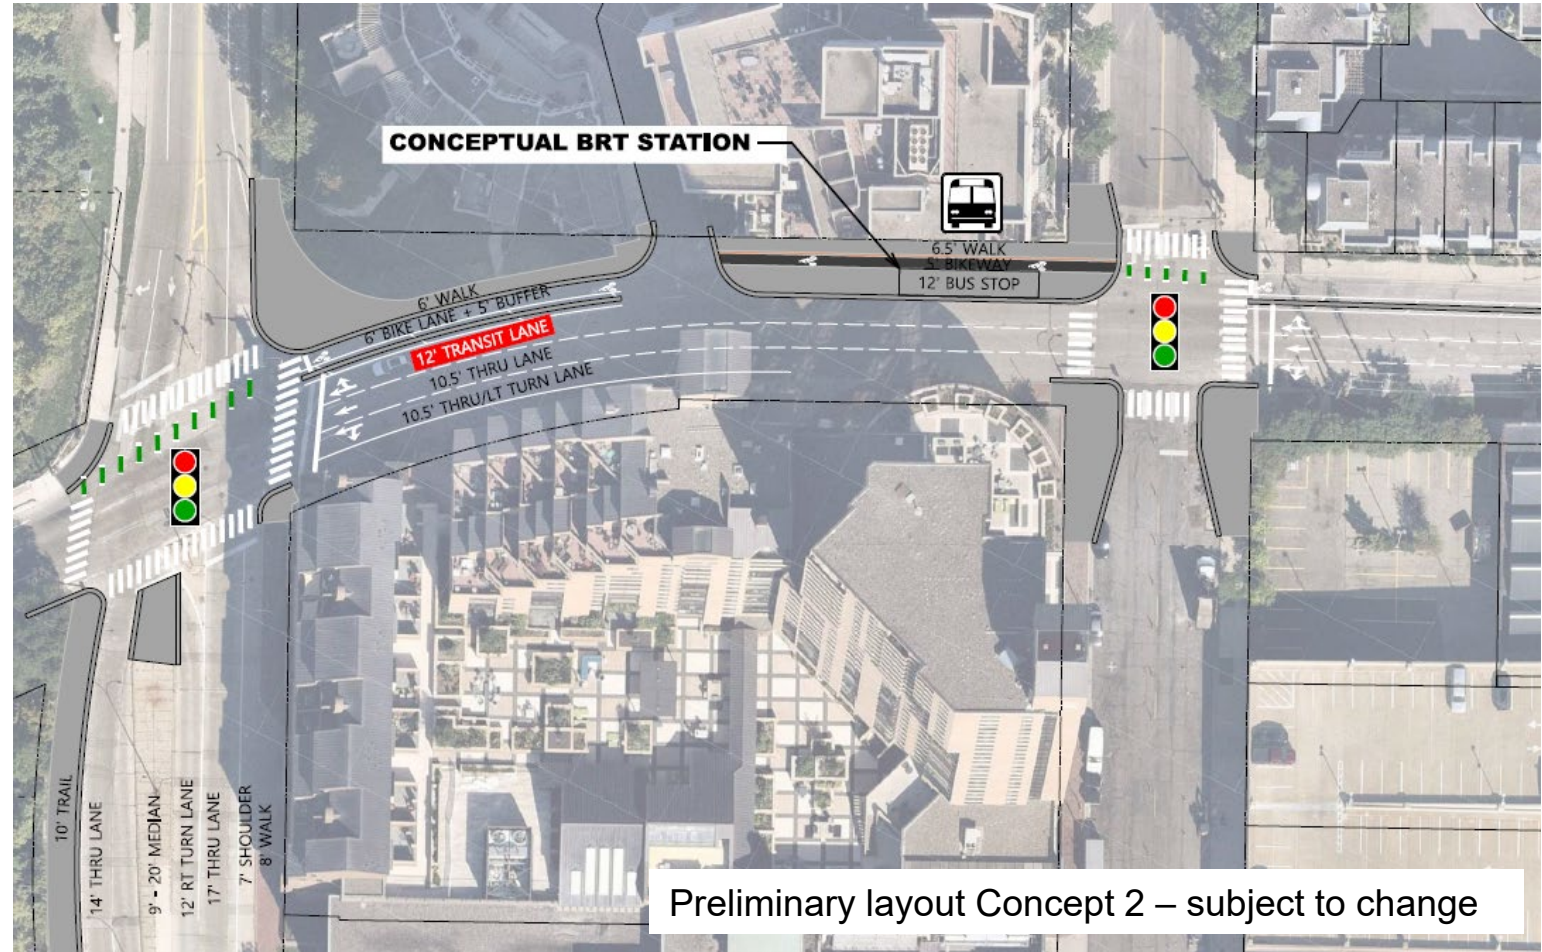 CONCEPTUAL BRT STATION
6.5' WALK
5' BIKEWAY
12' BUS STOP
6' WALK
6' BIKE LANE + 5' BUFFER
12' TRANSIT LANE
10.5' THRU LANE
10.5' THRU/LT TURN LANE
10' TRAIL
14' THRU LANE
9' - 20' MEDIAN
12' RT TURN LANE
17' THRU LANE
7' SHOULDER
8' WALK
Preliminary layout Concept 2 – subject to change